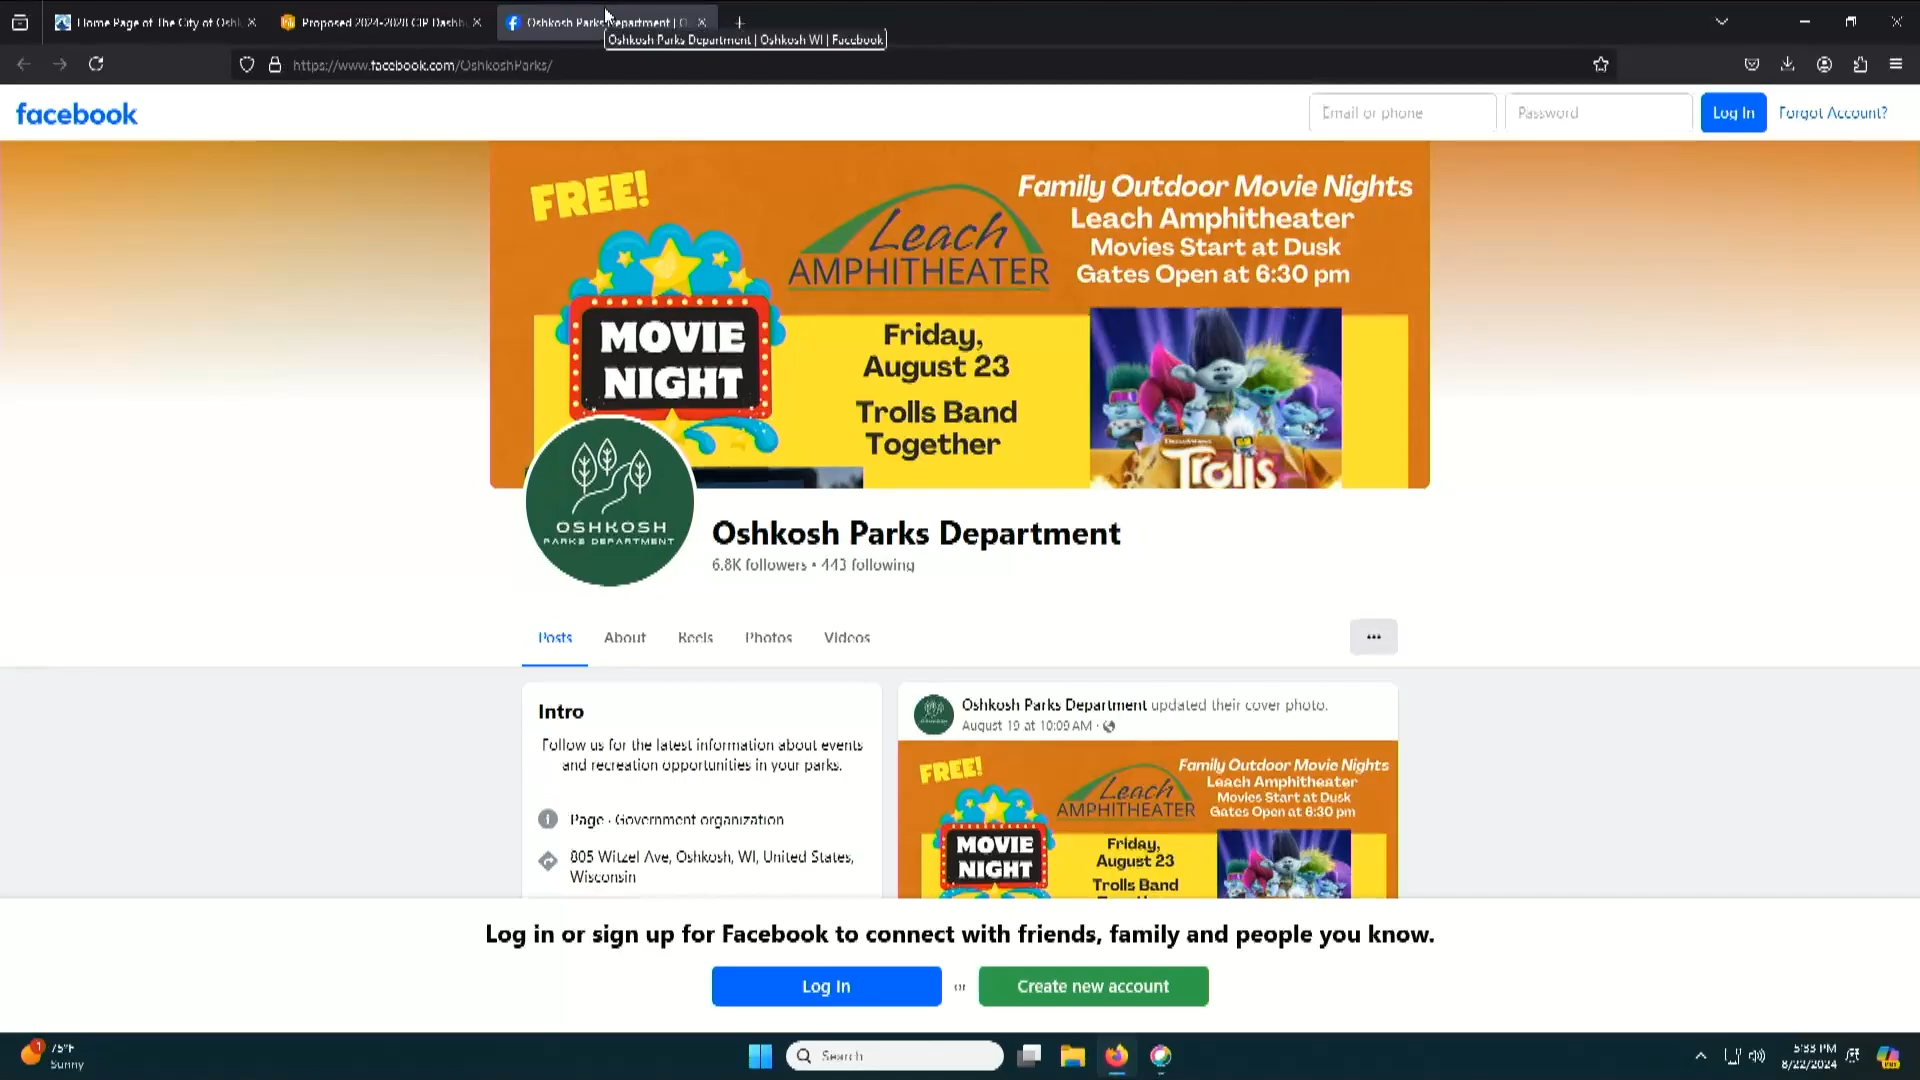 Home Page of The City of Oshk
Proposed 2024-2028 CIP Dashb
Oshkosh Parks Department | O
Oshkosh Parks Department | Oshkosh WI | Facebook
https://www.facebook.com/OshkoshParks/
facebook
Email or phone
Password
Log In
Forgot Account?
FREE!
MOVIE
NIGHT
Leach
AMPHITHEATER
Family Outdoor Movie Nights
Leach Amphitheater
Movies Start at Dusk
Gates Open at 6:30 pm
Friday,
August 23
Trolls Band
Together
Trolls
OSHKOSH
PARKS DEPARTMENT
Oshkosh Parks Department
6.8K followers • 443 following
Posts
About
Reels
Photos
Videos
Intro
Follow us for the latest information about events
and recreation opportunities in your parks.
Page · Government organization
805 Witzel Ave, Oshkosh, WI, United States,
Wisconsin
Oshkosh Parks Department updated their cover photo.
August 19 at 10:09 AM ·
FREE!
MOVIE
NIGHT
Leach
AMPHITHEATER
Family Outdoor Movie Nights
Leach Amphitheater
Movies Start at Dusk
Gates Open at 6:30 pm
Friday,
August 23
Trolls Band
Log in or sign up for Facebook to connect with friends, family and people you know.
Log In
or
Create new account
1
75°F
Sunny
Search
5:33 PM
8/22/2024